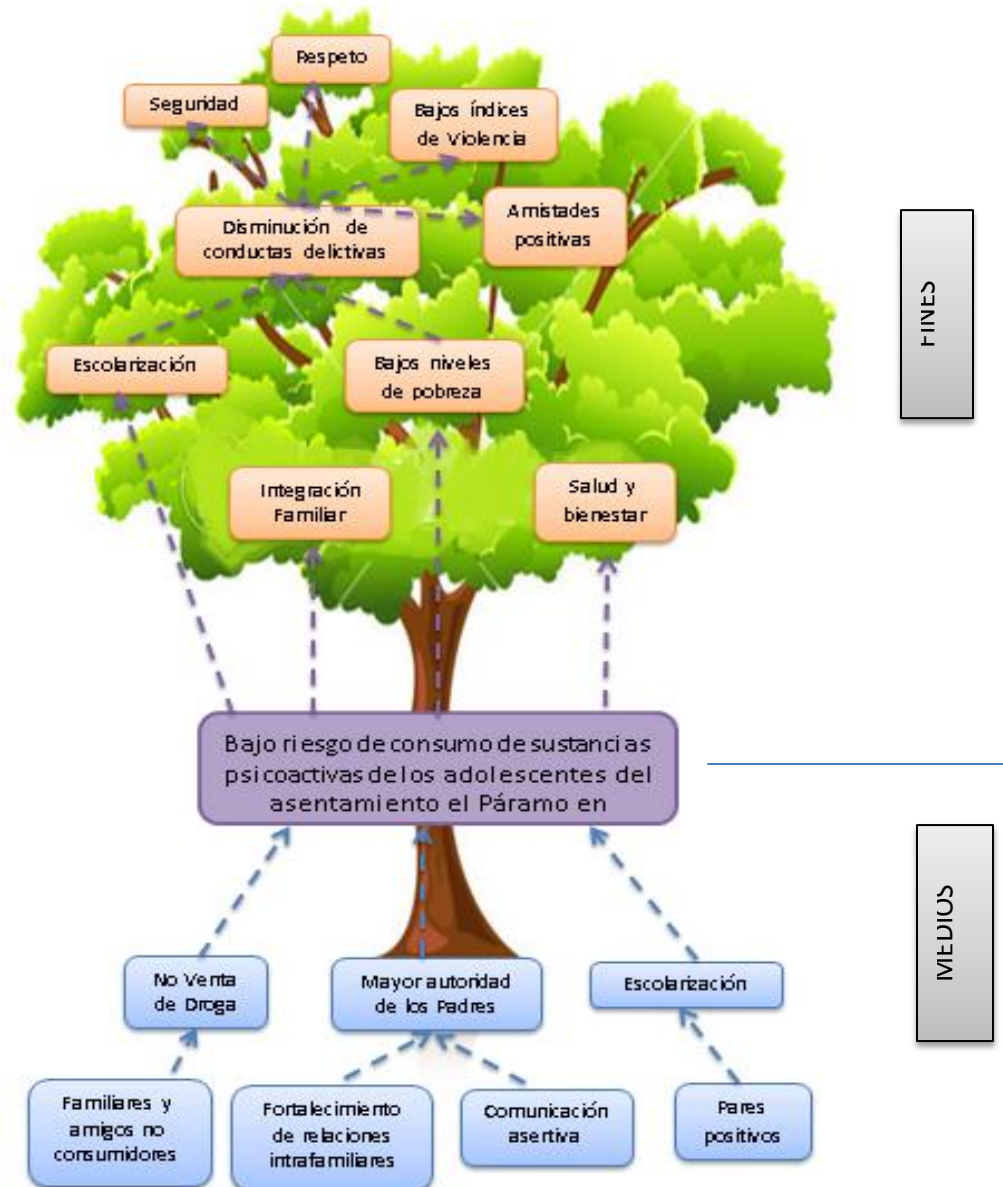 Respeto
Seguridad
Bajos índices
de Violencia
Amistades
positivas
Disminución de
conductas delictivas
FINES
Escolarización
Bajos niveles
de pobreza
Integración
Familiar
Salud y
bienestar
Bajo riesgo de consumo de sustancias
psicoactivas de los adolescentes del
asentamiento el Páramo en
MEDIOS
No Venta
de Droga
Mayor autoridad
de los Padres
Escolarización
Familiares y
amigos no
consumidores
Fortalecimiento
de relaciones
intrafamiliares
Comunicación
asertiva
Pares
positivos